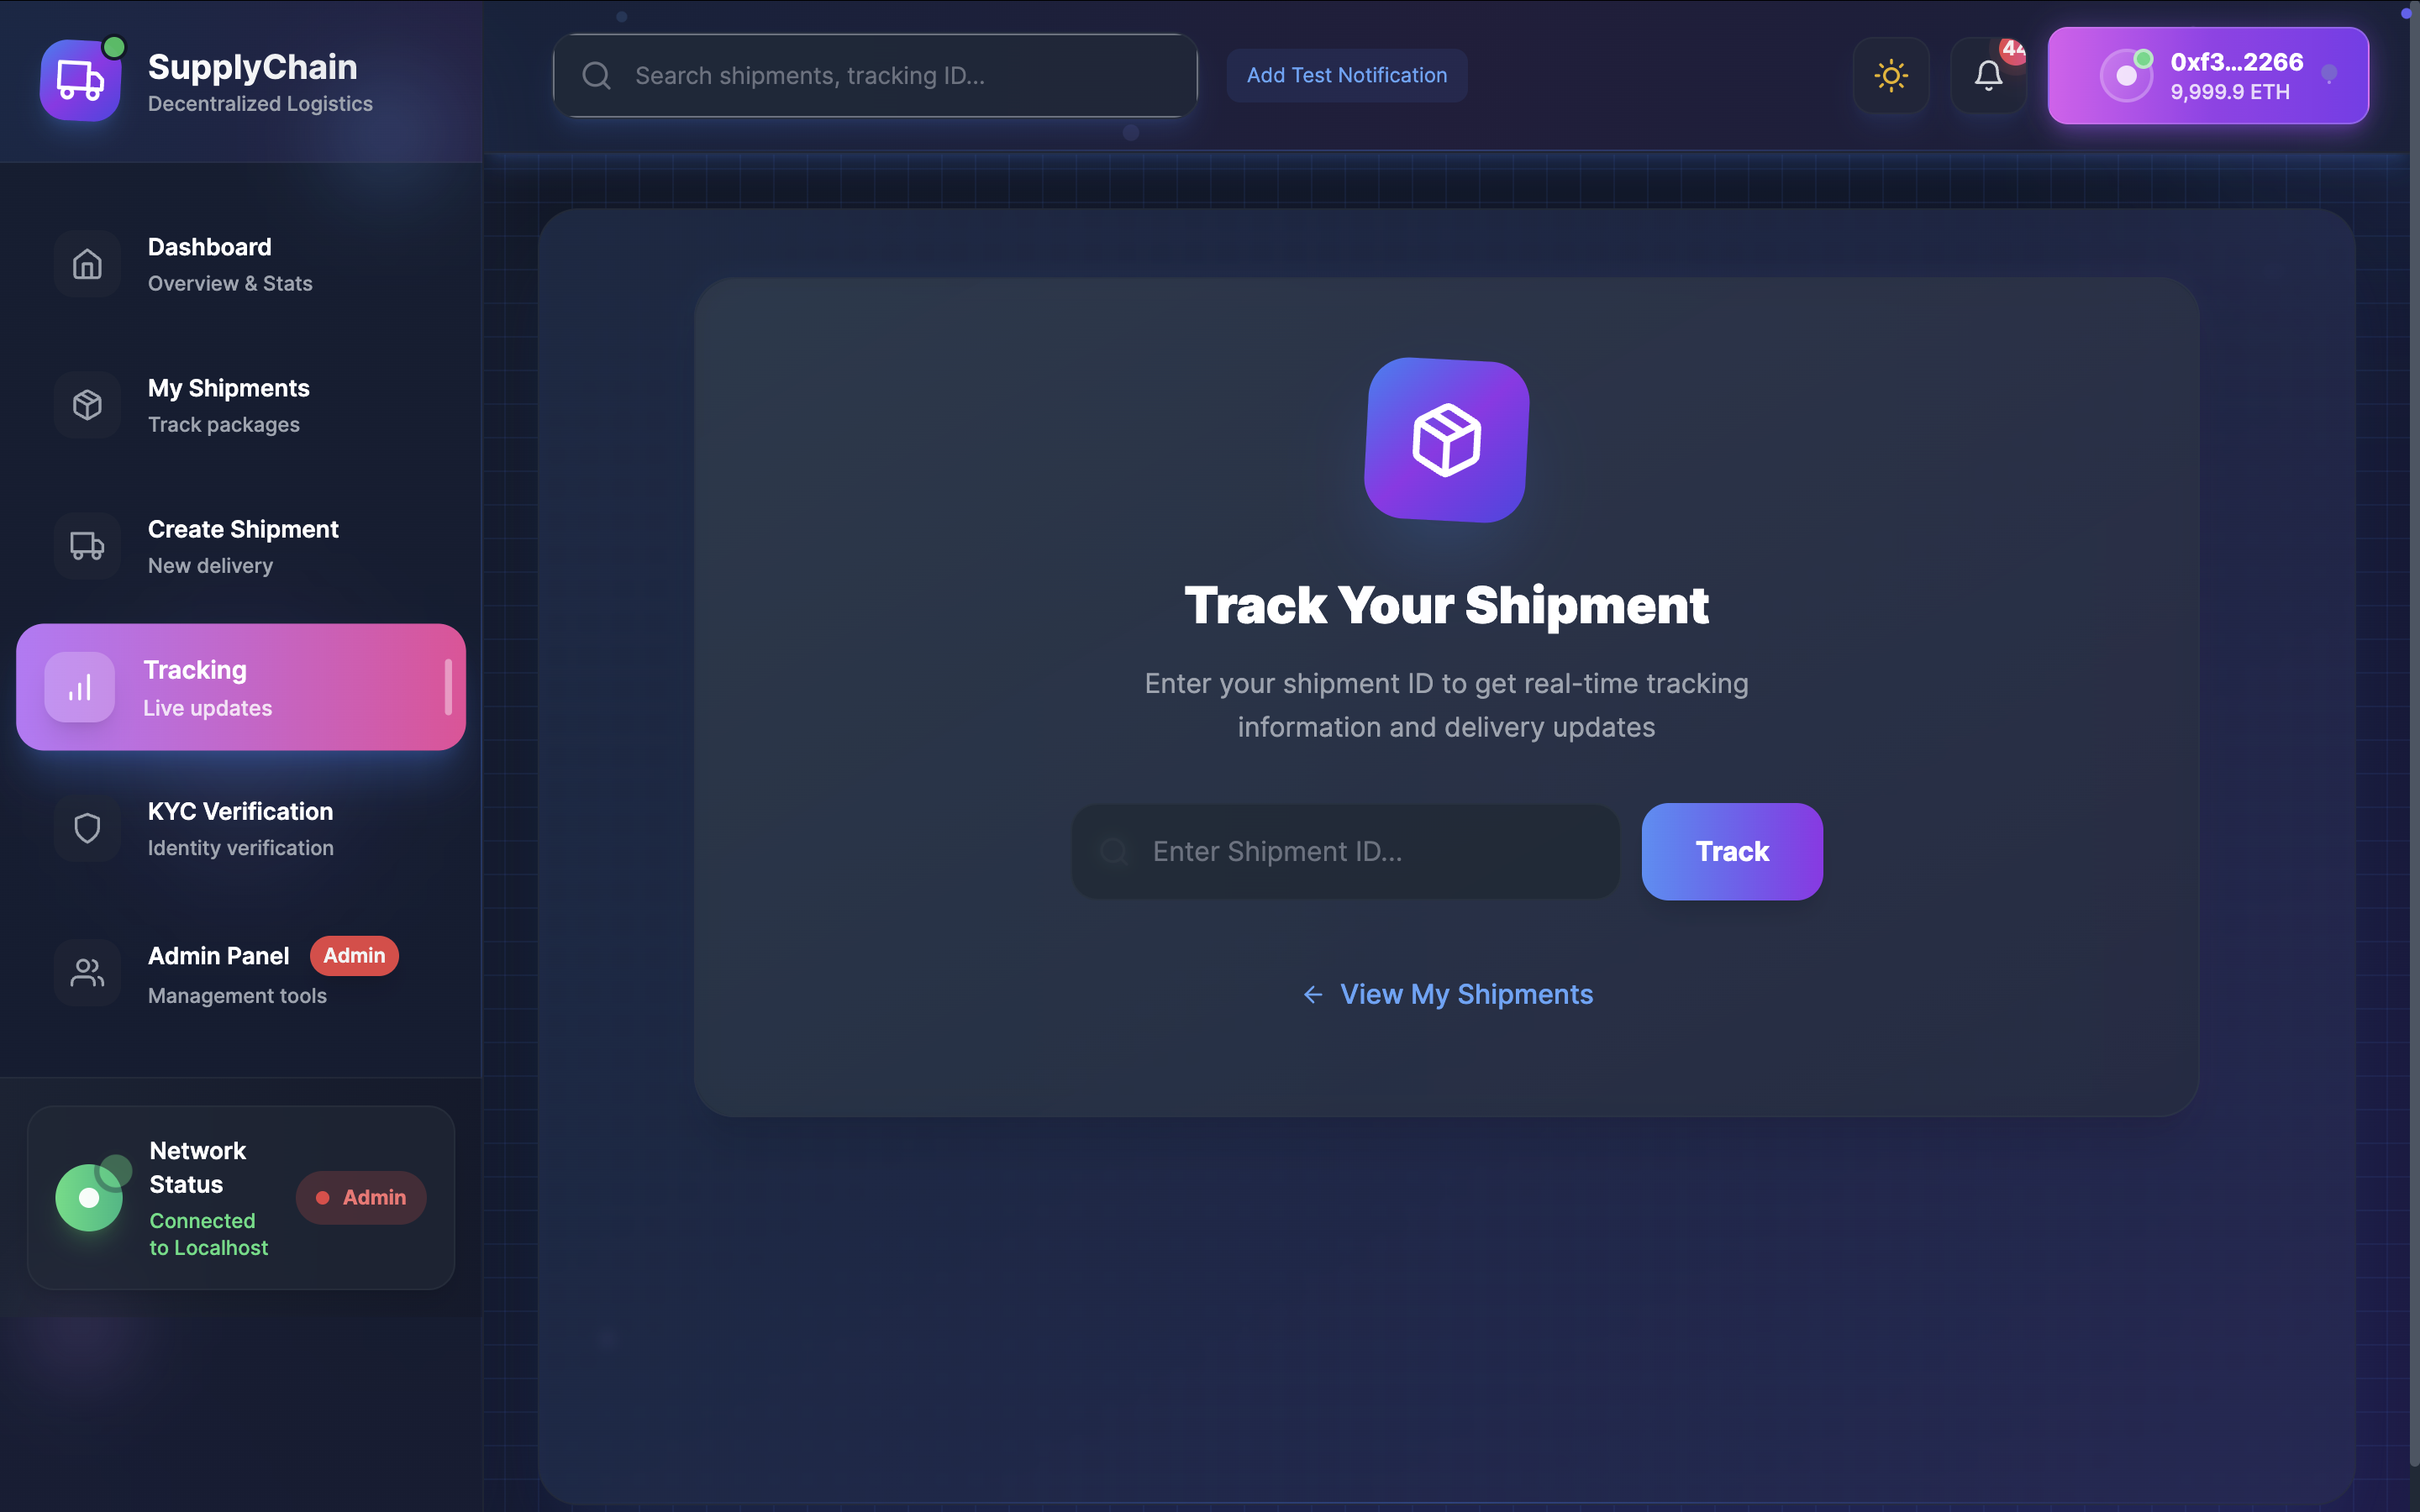 SupplyChain
Decentralized Logistics
Search shipments, tracking ID...
Add Test Notification
44
0xf3...2266
9,999.9 ETH
Dashboard
Overview & Stats
My Shipments
Track packages
Create Shipment
New delivery
Tracking
Live updates
KYC Verification
Identity verification
Admin Panel
Admin
Management tools
Network
Status
Connected
to Localhost
Admin
Track Your Shipment
Enter your shipment ID to get real-time tracking
information and delivery updates
Enter Shipment ID...
Track
← View My Shipments